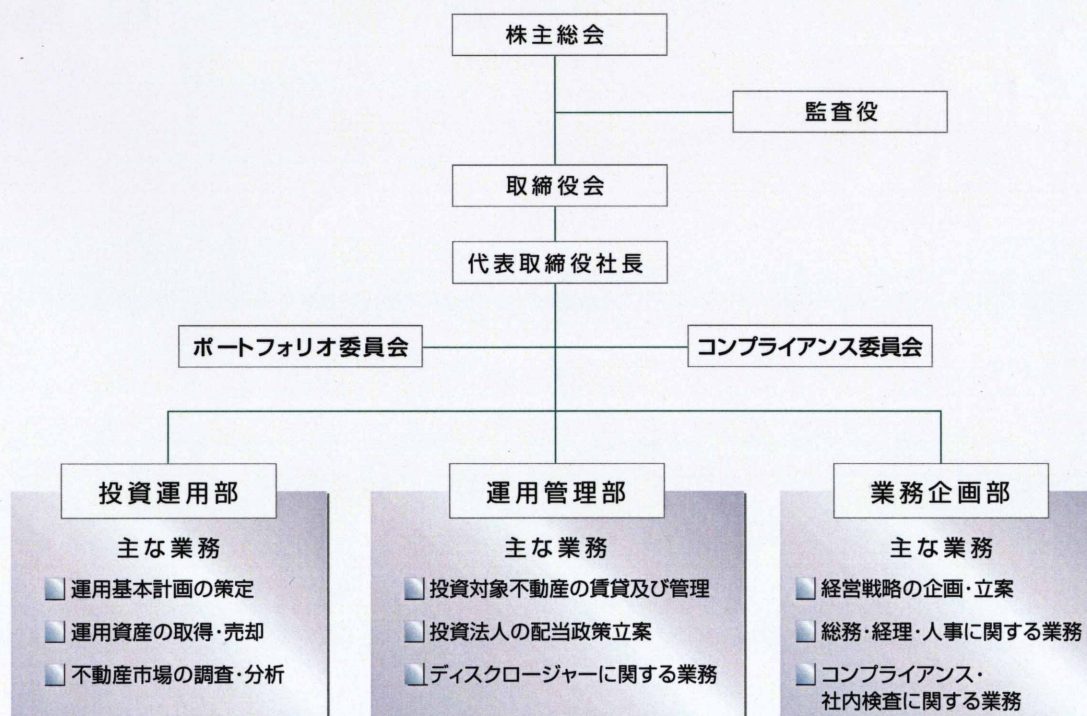 株主総会
監査役
取締役会
代表取締役社長
ポートフォリオ委員会
コンプライアンス委員会
投資運用部
主な業務
運用基本計画の策定
運用資産の取得・売却
不動産市場の調査・分析
運用管理部
主な業務
投資対象不動産の賃貸及び管理
投資法人の配当政策立案
ディスクロージャーに関する業務
業務企画部
主な業務
経営戦略の企画・立案
総務・経理・人事に関する業務
コンプライアンス・
社内検査に関する業務